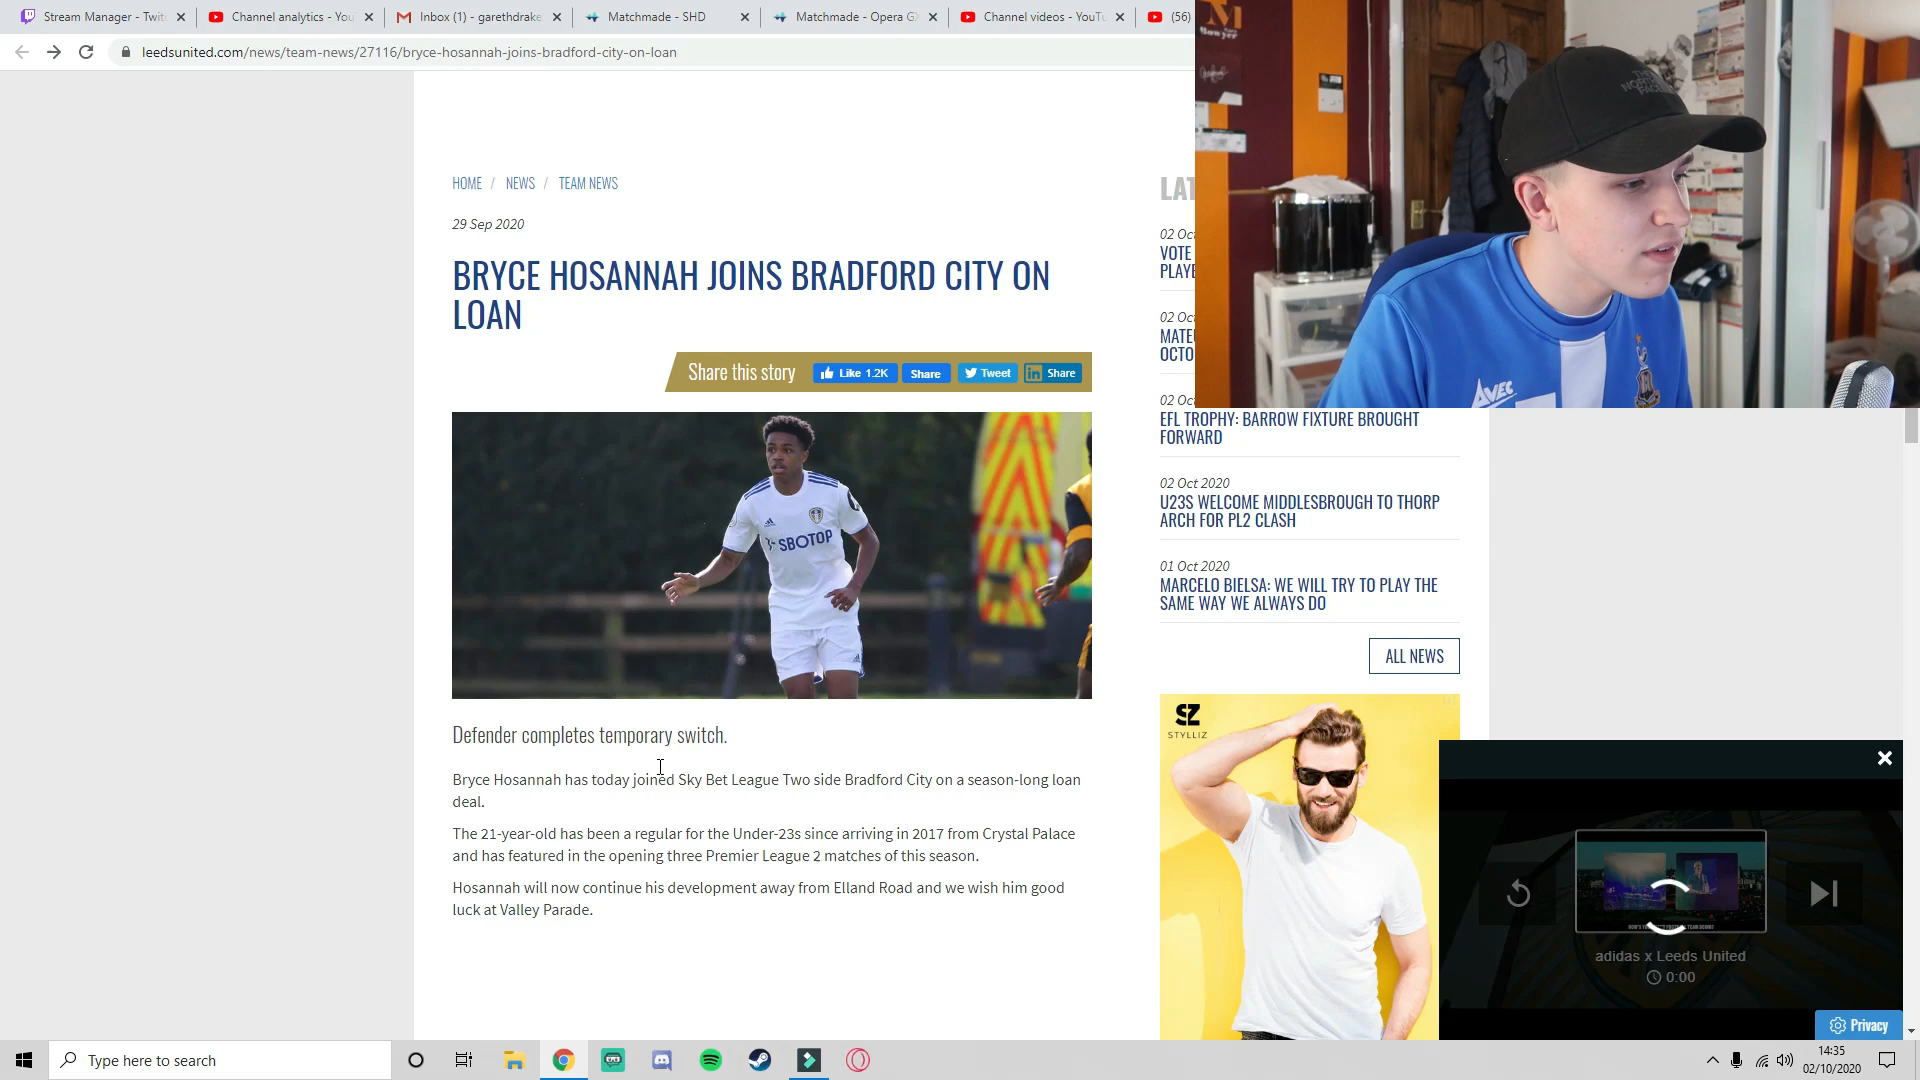 Stream Manager - Twit
Channel analytics - You
Inbox (1) - garethdrake
Matchmade - SHD
Matchmade - Opera GX
Channel videos - YouTu
(56)
leedsunited.com/news/team-news/27116/bryce-hosannah-joins-bradford-city-on-loan
HOME / NEWS / TEAM NEWS
29 Sep 2020
BRYCE HOSANNAH JOINS BRADFORD CITY ON
LOAN
Share this story
Like 1.2K
Share
Tweet
in Share
SBOTOP
Defender completes temporary switch.
Bryce Hosannah has today joined Sky Bet League Two side Bradford City on a season-long loan
deal.
The 21-year-old has been a regular for the Under-23s since arriving in 2017 from Crystal Palace
and has featured in the opening three Premier League 2 matches of this season.
Hosannah will now continue his development away from Elland Road and we wish him good
luck at Valley Parade.
LAT
02 Oct
VOTE
PLAYE
02 Oct
MATEU
OCTO
02 Oct
EFL TROPHY: BARROW FIXTURE BROUGHT
FORWARD
02 Oct 2020
U23S WELCOME MIDDLESBROUGH TO THORP
ARCH FOR PL2 CLASH
01 Oct 2020
MARCELO BIELSA: WE WILL TRY TO PLAY THE
SAME WAY WE ALWAYS DO
ALL NEWS
SZ
STYLLIZ
THE
NORTH
FACE
AVEC
adidas x Leeds United
0:00
Privacy
Type here to search
14:35
02/10/2020